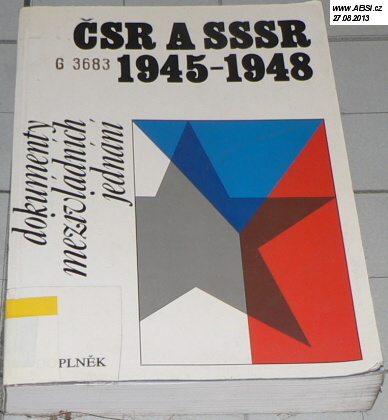 www.ABSI.cz
27.08.2013
ČSR A SSSR
G 3683 1945-1948
dokumenty
mezivládních
jednání
PLNĚK